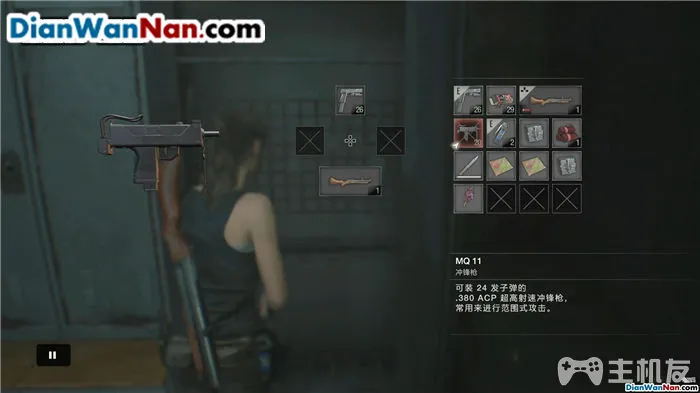 DianWanNan.com
26
E
26
29
1
E
20
2
1
1
MQ 11
冲锋枪
可装 24 发子弹的
.380 ACP 超高射速冲锋枪，
常用来进行范围式攻击。
主机友
DianWanNan.com